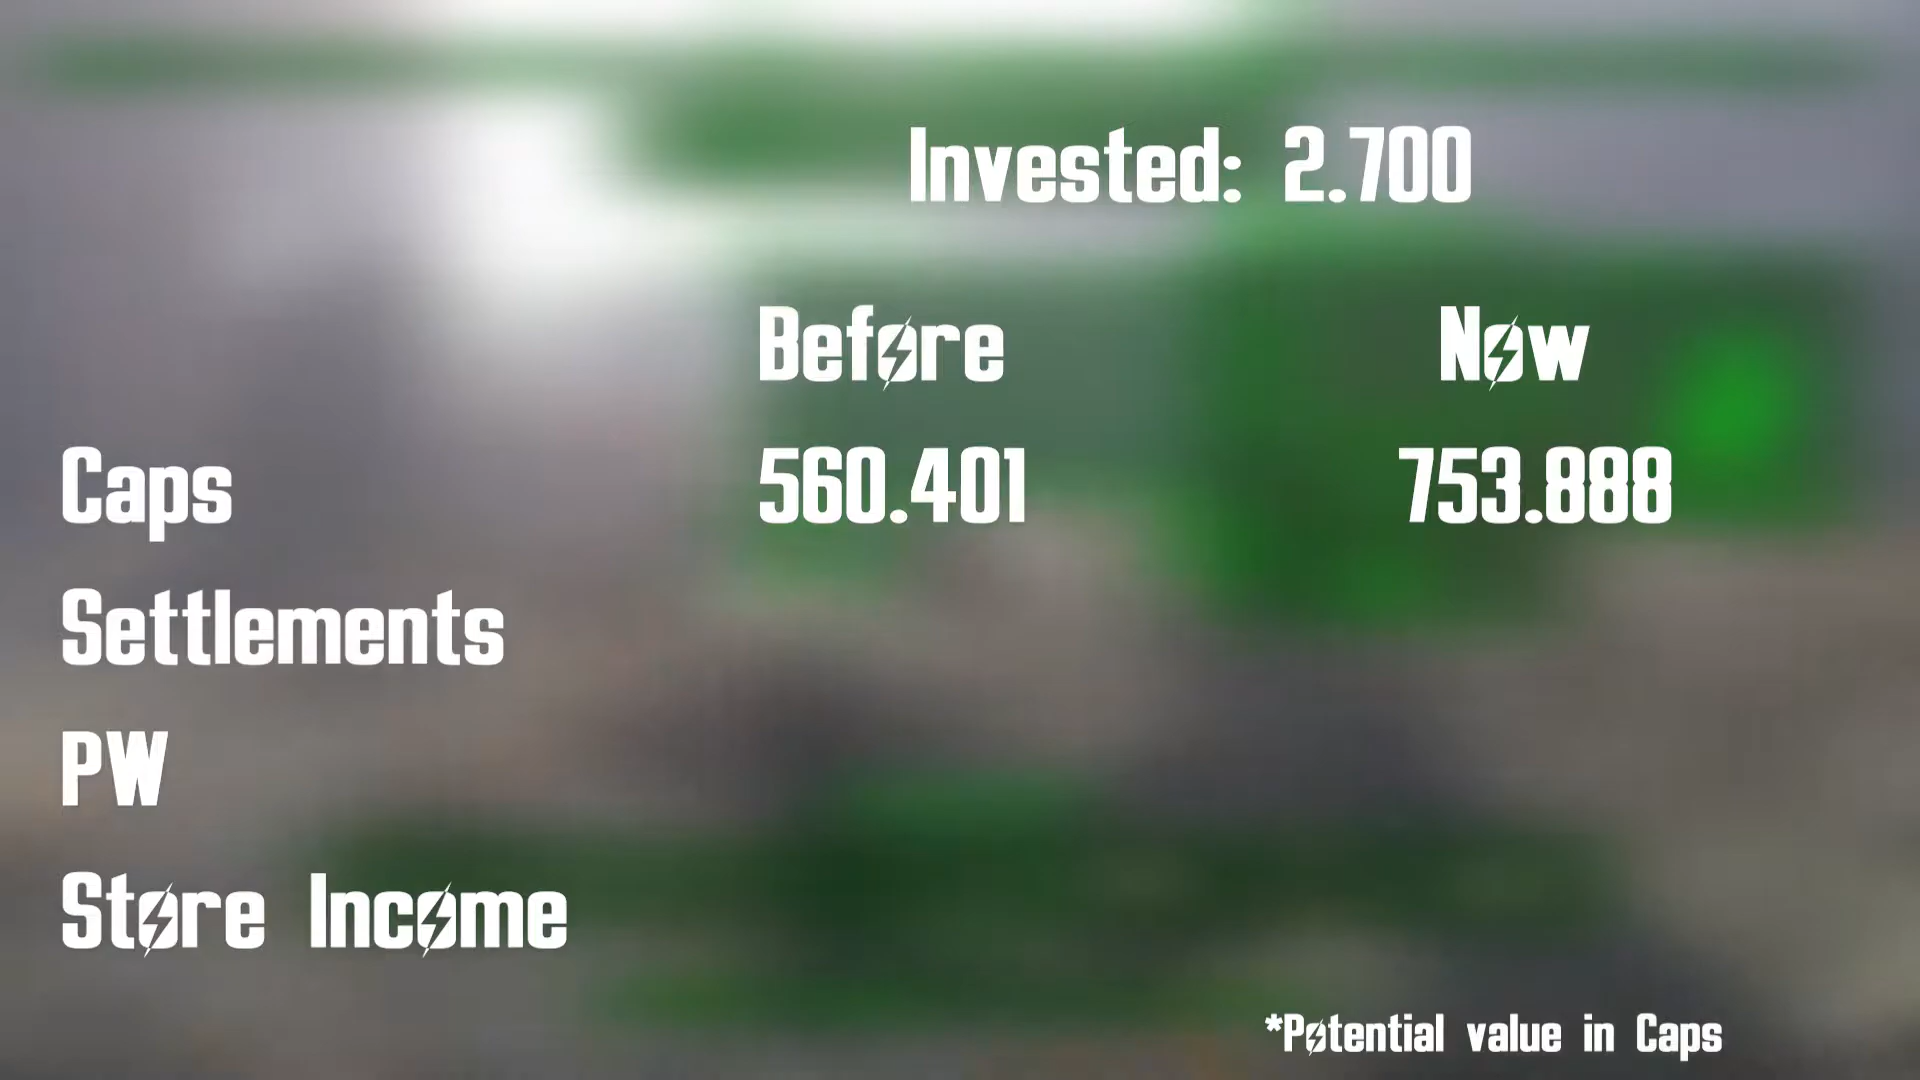 Invested: 2.700
Before Now
Caps 560.401 753.888
Settlements
PW
Store Income
*Potential value in Caps